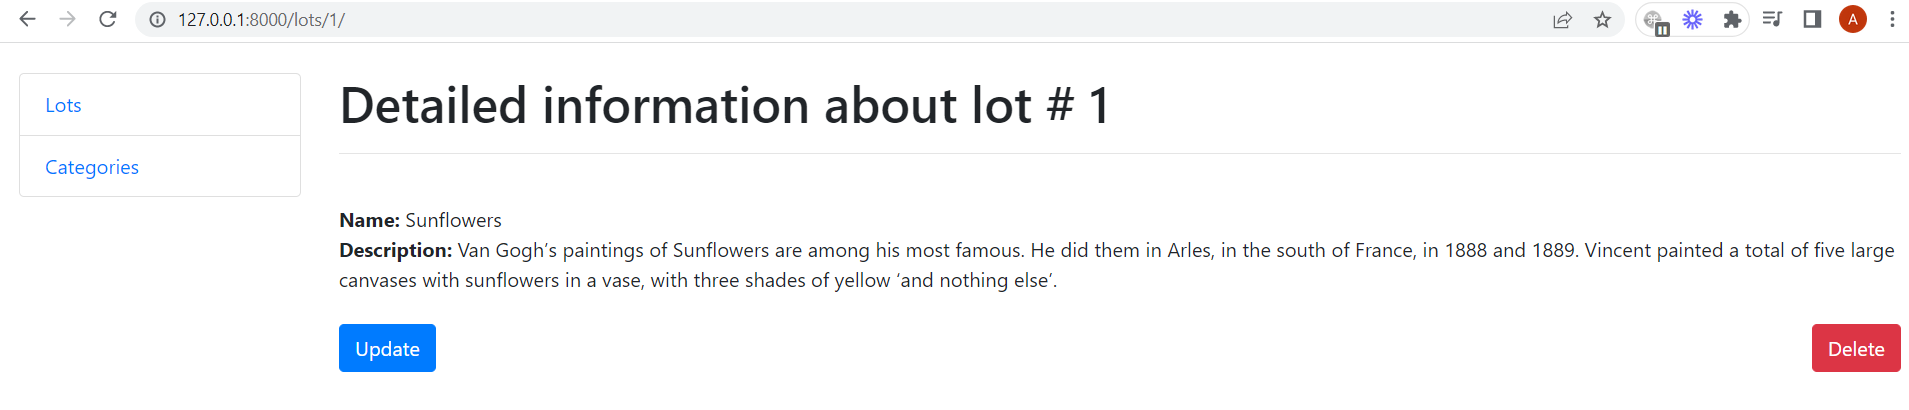 127.0.0.1:8000/lots/1/
A
Lots
Categories
Detailed information about lot # 1
Name: Sunflowers
Description: Van Gogh’s paintings of Sunflowers are among his most famous. He did them in Arles, in the south of France, in 1888 and 1889. Vincent painted a total of five large
canvases with sunflowers in a vase, with three shades of yellow ‘and nothing else’.
Update
Delete